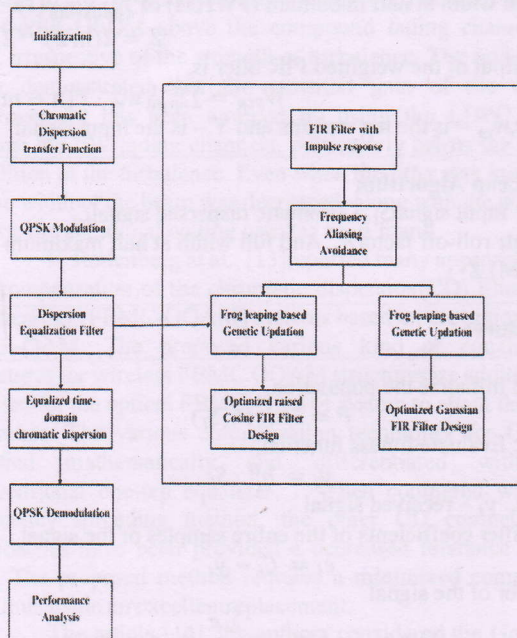 Initialization
Chromatic
Dispersion
transfer Function
QPSK Modulation
Dispersion
Equalization Filter
Equalized time-
domain
chromatic dispersion
QPSK Demodulation
Performance
Analysis
FIR Filter with
Impulse response
Frequency
Aliasing
Avoidance
Frog leaping based
Genetic Updation
Frog leaping based
Genetic Updation
Optimized raised
Cosine FIR Filter
Design
Optimized Gaussian
FIR Filter Design